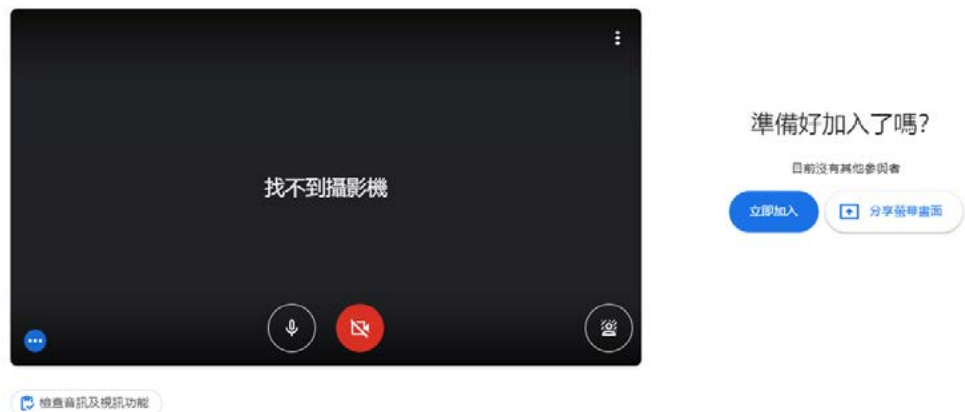 找不到攝影機
準備好加入了嗎?
目前沒有其他參與者
立即加入
分享螢幕畫面
檢查音訊及視訊功能